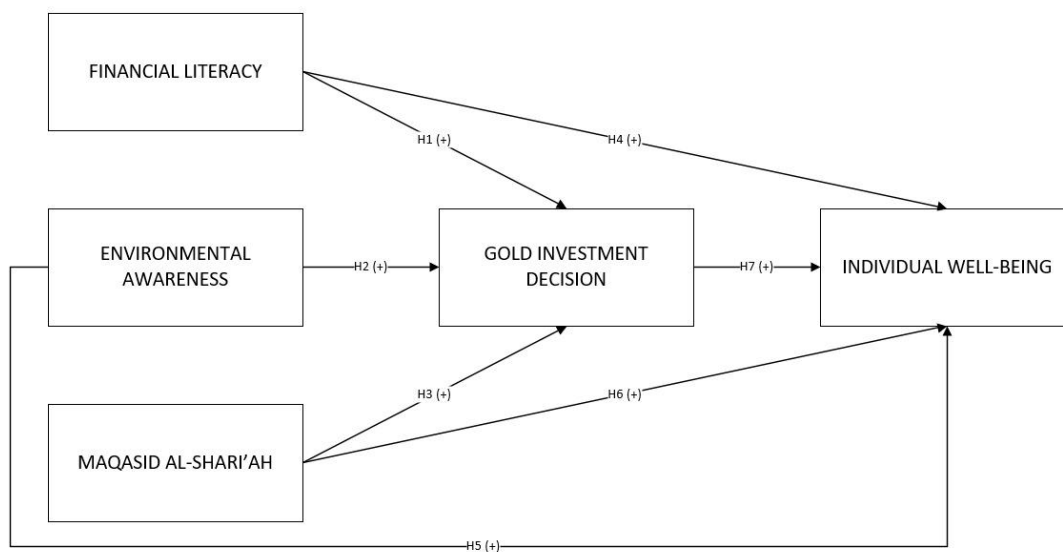 FINANCIAL LITERACY
H1 (+)
H4 (+)
ENVIRONMENTAL
AWARENESS
H2 (+)
GOLD INVESTMENT
DECISION
H7 (+)
INDIVIDUAL WELL-BEING
H3 (+)
H6 (+)
MAQASID AL-SHARI’AH
H5 (+)